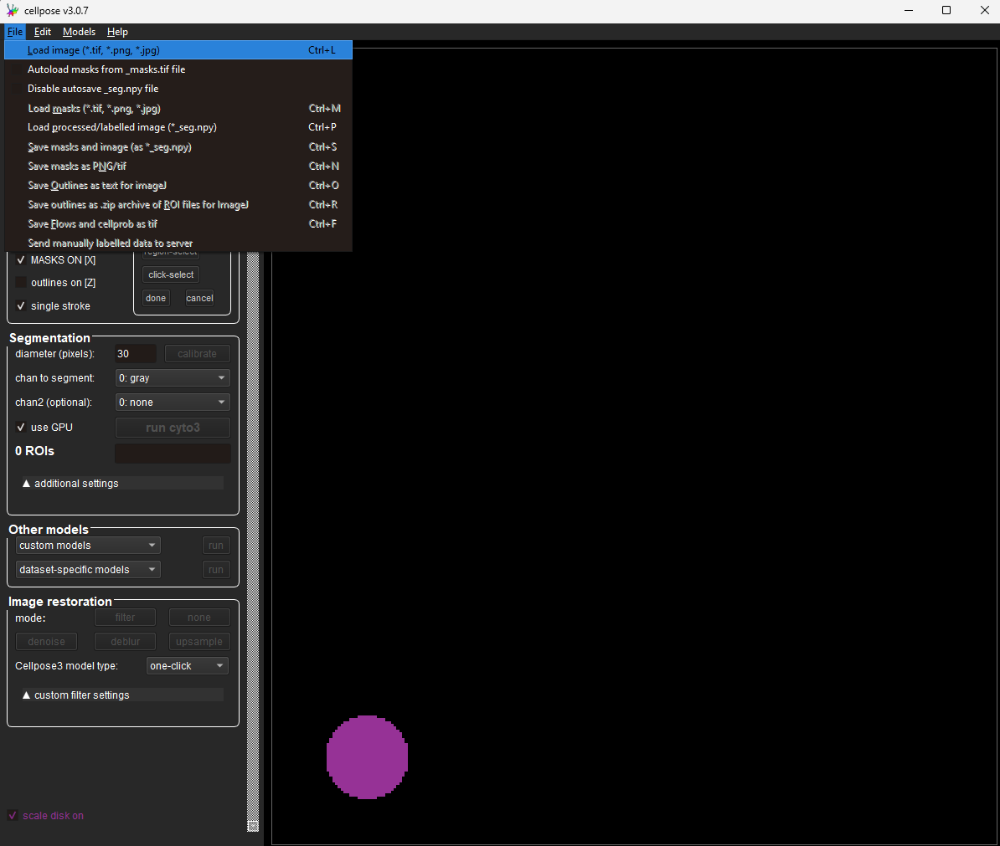 cellpose v3.0.7
File Edit Models Help
Load image (*.tif, *.png, *.jpg) Ctrl+L
Autoload masks from _masks.tif file
Disable autosave _seg.npy file
Load masks (*.tif, *.png, *.jpg) Ctrl+M
Load processed/labelled image (*_seg.npy) Ctrl+P
Save masks and image (as *_seg.npy) Ctrl+S
Save masks as PNG/tif Ctrl+N
Save Outlines as text for imageJ Ctrl+O
Save outlines as .zip archive of ROI files for ImageJ Ctrl+R
Save Flows and cellprob as tif Ctrl+F
Send manually labelled data to server
region-select
MASKS ON [X]
click-select
outlines on [Z]
done cancel
single stroke
Segmentation
diameter (pixels): 30 calibrate
chan to segment: 0: gray
chan2 (optional): 0: none
use GPU run cyto3
0 ROIs
▲ additional settings
Other models
custom models run
dataset-specific models run
Image restoration
mode: filter none
denoise deblur upsample
Cellpose3 model type: one-click
▲ custom filter settings
scale disk on